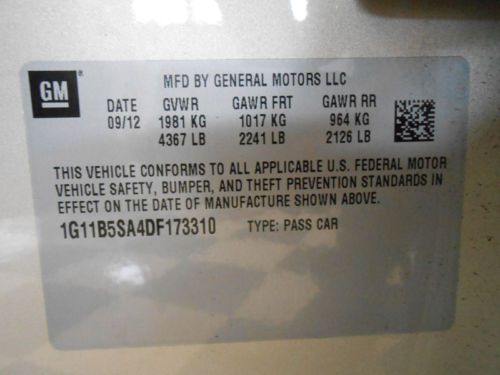 GM®
MFD BY GENERAL MOTORS LLC
DATE GVWR GAWR FRT GAWR RR
09/12 1981 KG 1017 KG 964 KG
4367 LB 2241 LB 2126 LB
THIS VEHICLE CONFORMS TO ALL APPLICABLE U.S. FEDERAL MOTOR
VEHICLE SAFETY, BUMPER, AND THEFT PREVENTION STANDARDS IN
EFFECT ON THE DATE OF MANUFACTURE SHOWN ABOVE.
1G11B5SA4DF173310 TYPE: PASS CAR